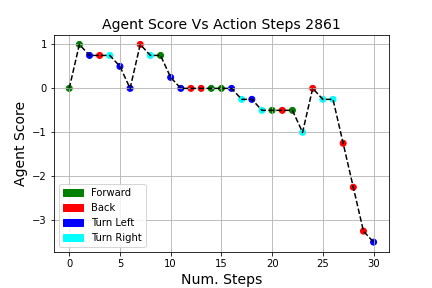 Agent Score Vs Action Steps 2861
1
0
−1
−2
−3
Agent Score
Forward
Back
Turn Left
Turn Right
0 5 10 15 20 25 30
Num. Steps